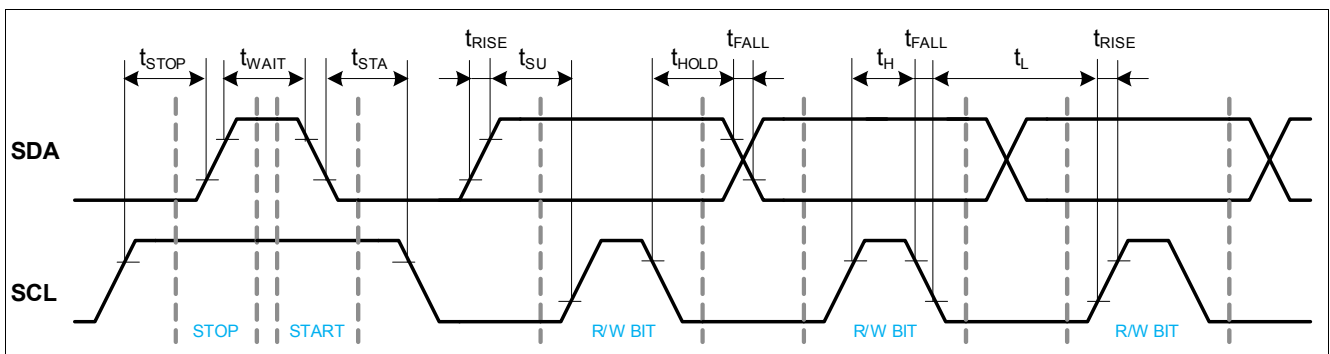 tRISE tFALL tFALL tRISE
tSTOP tWAIT tSTA tSU tHOLD tH tL
SDA
SCL
STOP START R/W BIT R/W BIT R/W BIT